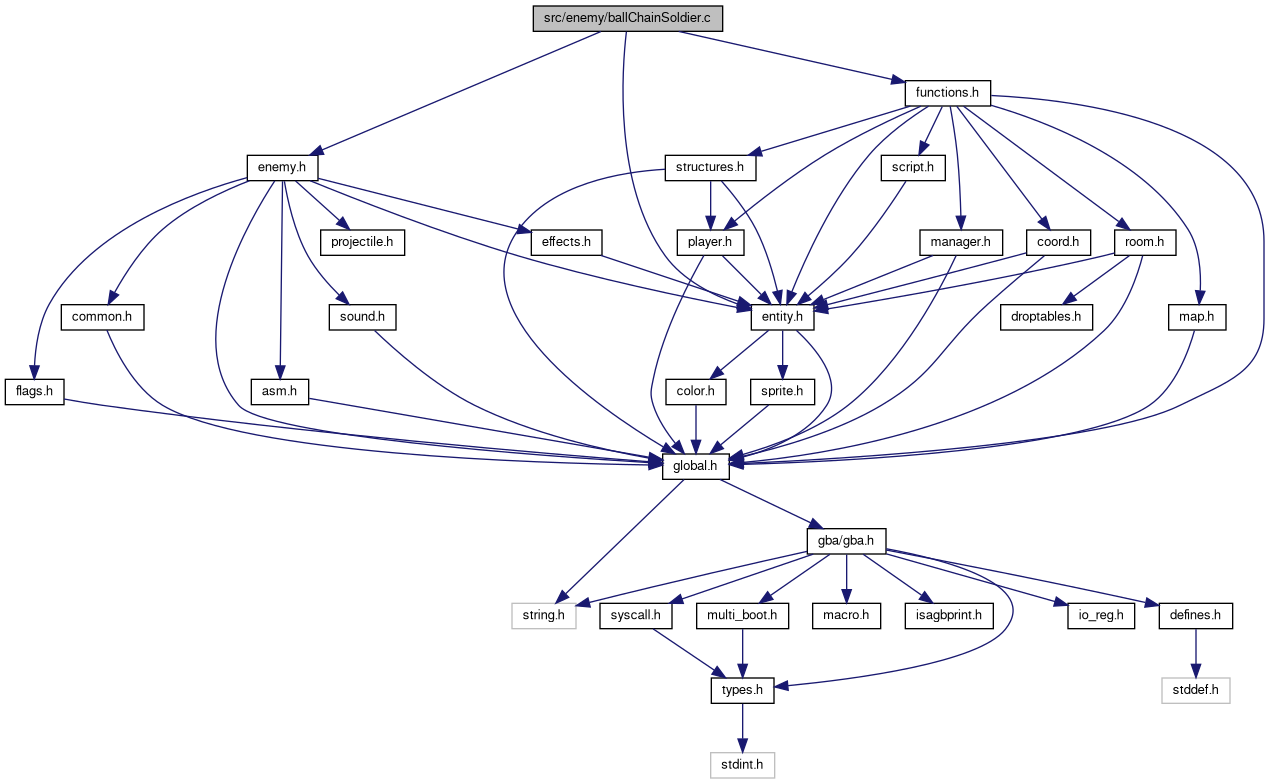 src/enemy/ballChainSoldier.c
functions.h
enemy.h
structures.h
script.h
projectile.h
effects.h
player.h
manager.h
coord.h
room.h
common.h
sound.h
entity.h
droptables.h
map.h
flags.h
asm.h
color.h
sprite.h
global.h
gba/gba.h
string.h
syscall.h
multi_boot.h
macro.h
isagbprint.h
io_reg.h
defines.h
types.h
stddef.h
stdint.h